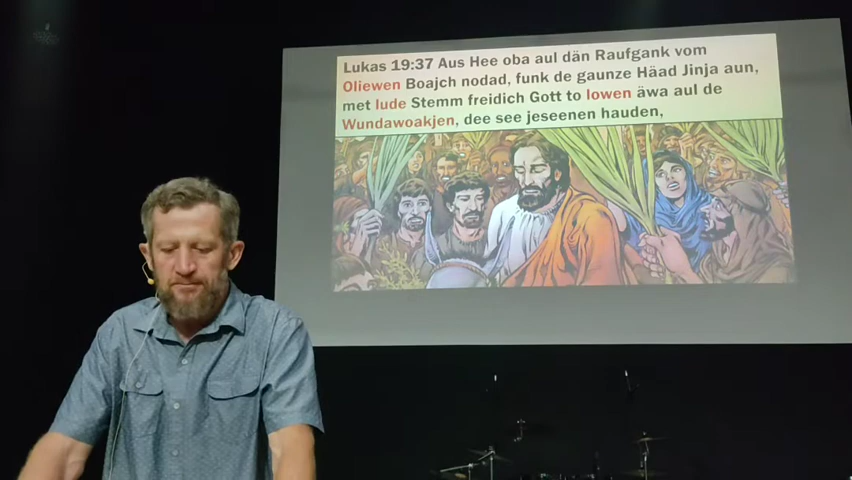 Lukas 19:37 Aus Hee oba aul dän Raufgank vom
Oliewen Boajch nodad, funk de gaunze Häad Jinja aun,
met lude Stemm freidich Gott to lowen äwa aul de
Wundawoakjen, dee see jeseenen hauden,